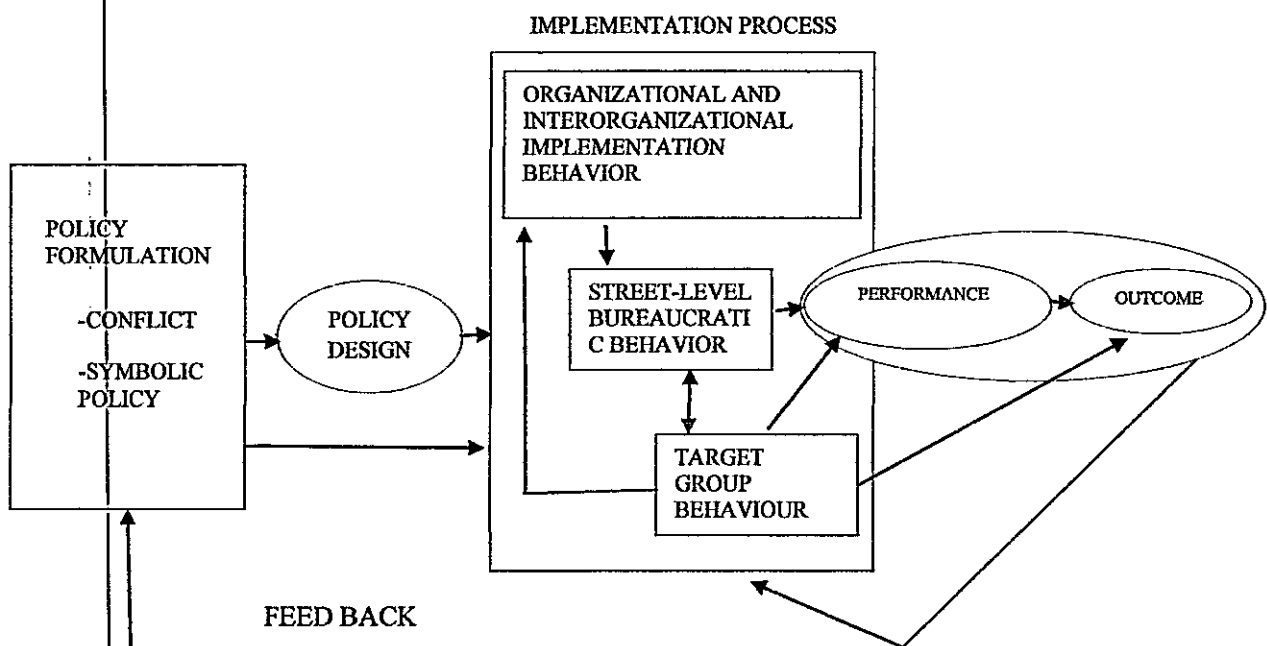 IMPLEMENTATION PROCESS
ORGANIZATIONAL AND
INTERORGANIZATIONAL
IMPLEMENTATION
BEHAVIOR
POLICY
FORMULATION
-CONFLICT
-SYMBOLIC
POLICY
POLICY
DESIGN
STREET-LEVEL
BUREAUCRATI
C BEHAVIOR
PERFORMANCE
OUTCOME
TARGET
GROUP
BEHAVIOUR
FEED BACK